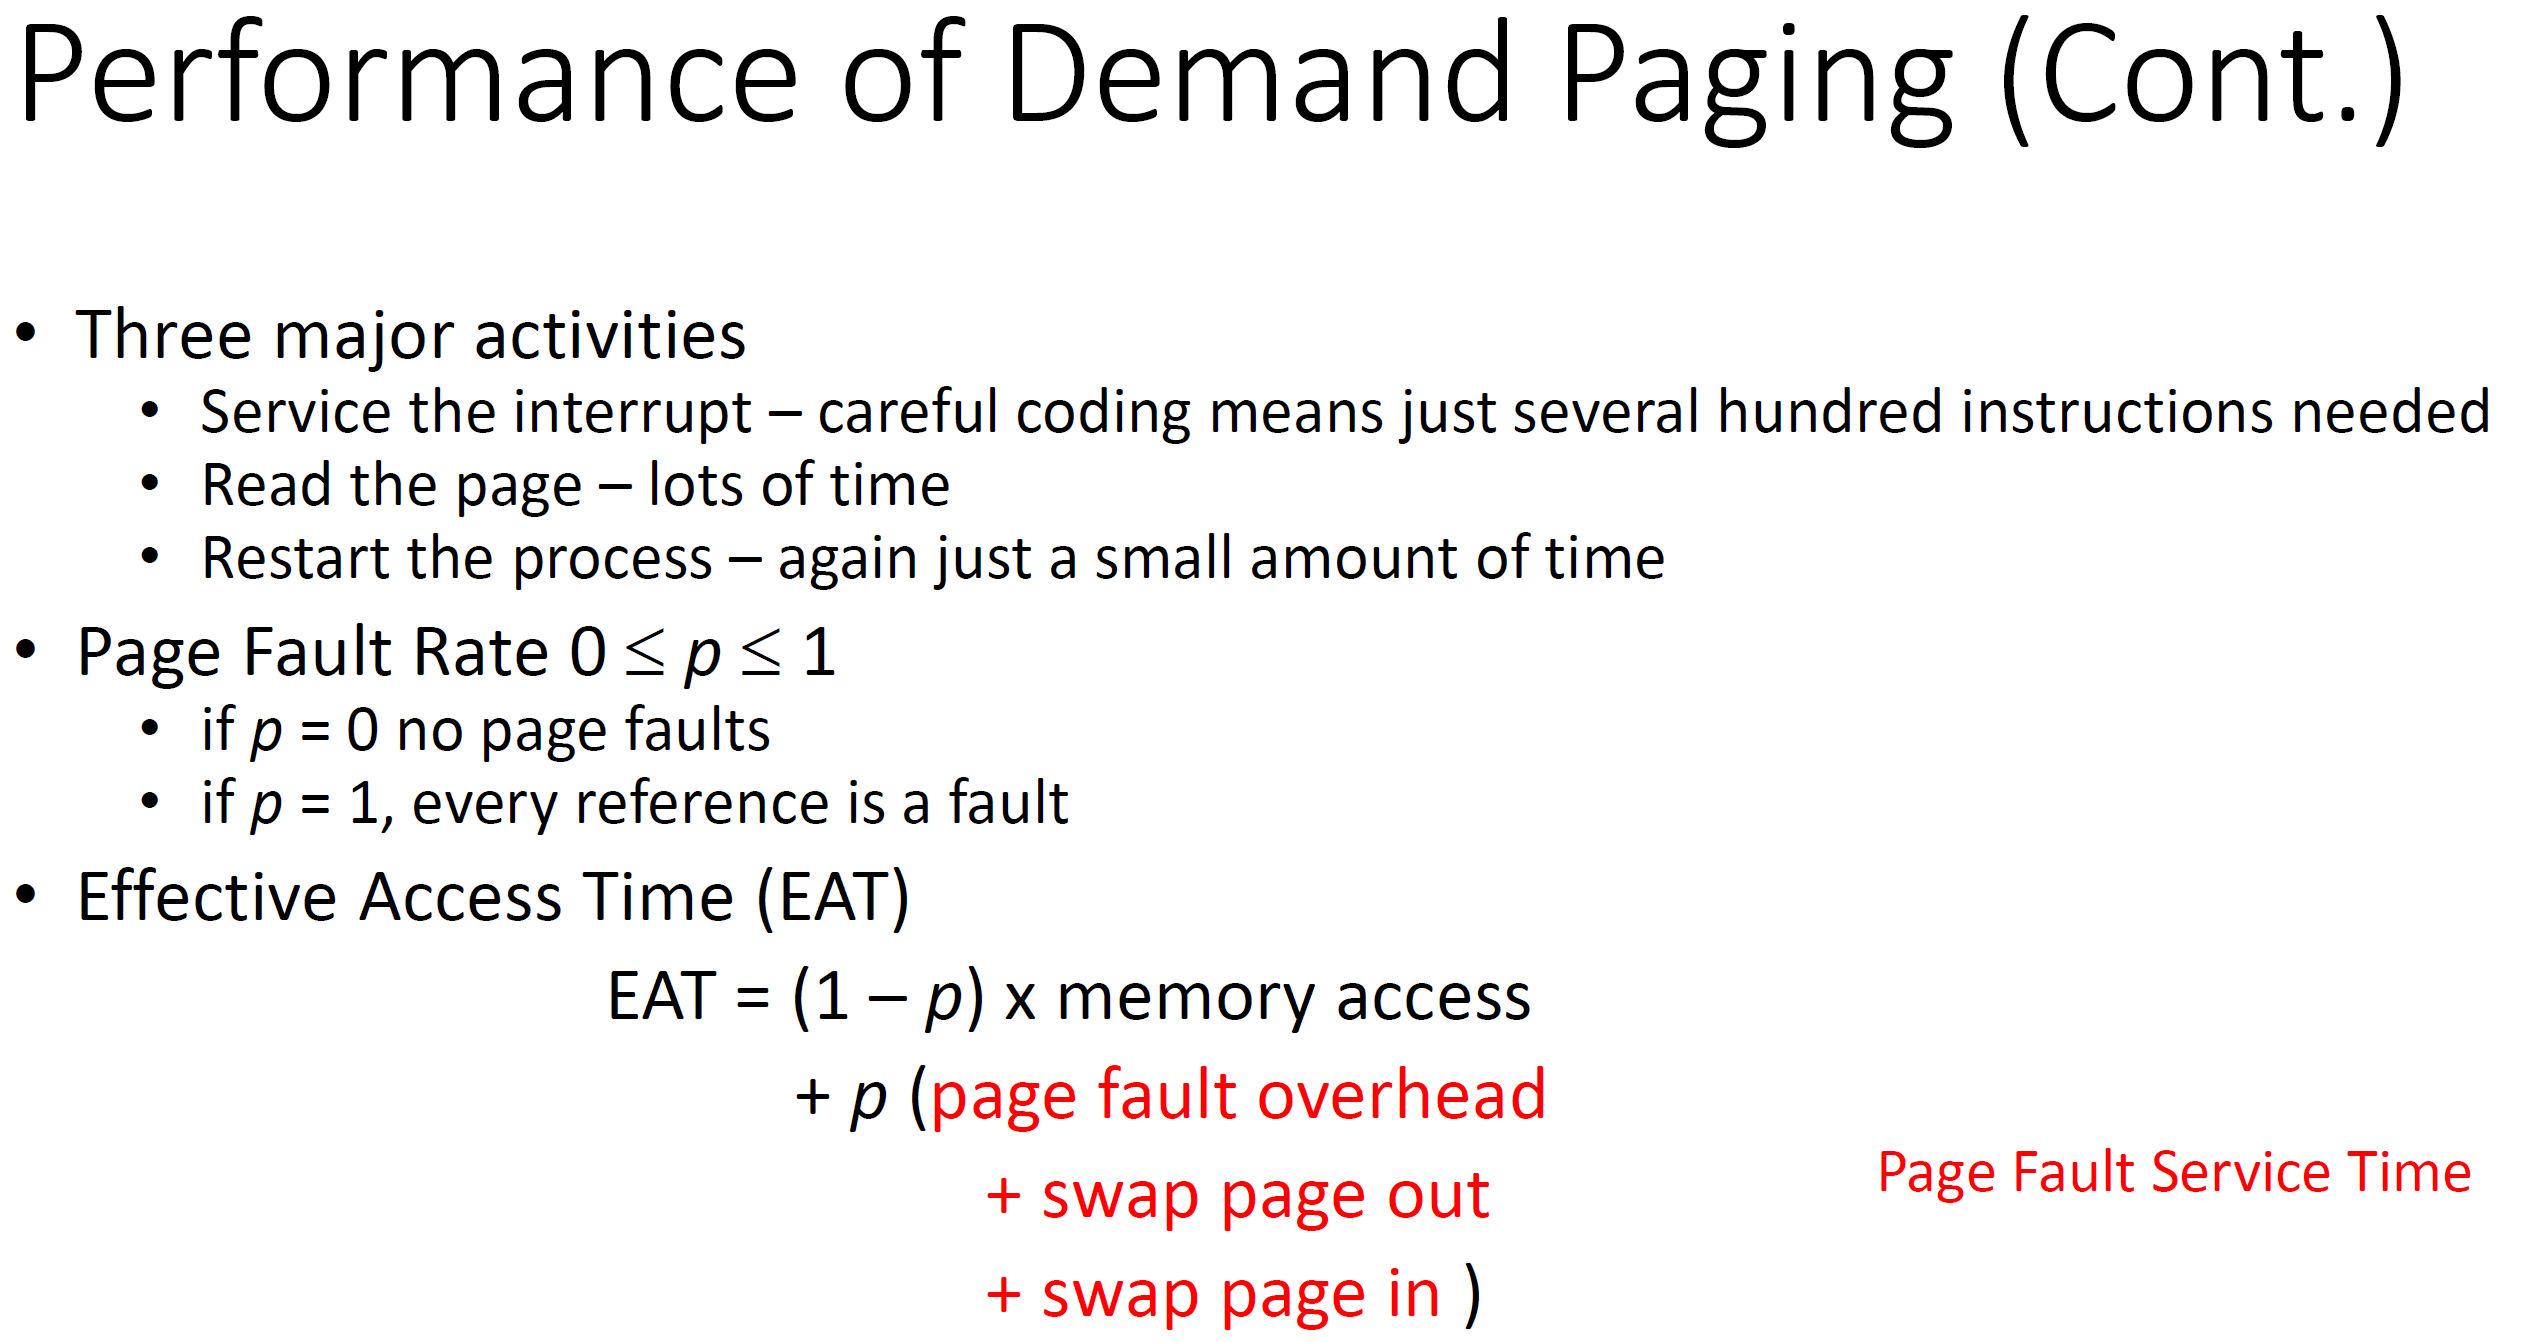 Performance of Demand Paging (Cont.)
• Three major activities
• Service the interrupt – careful coding means just several hundred instructions needed
• Read the page – lots of time
• Restart the process – again just a small amount of time
• Page Fault Rate 0 ≤ p ≤ 1
• if p = 0 no page faults
• if p = 1, every reference is a fault
• Effective Access Time (EAT)
EAT = (1 – p) x memory access
+ p (page fault overhead
+ swap page out
Page Fault Service Time
+ swap page in )